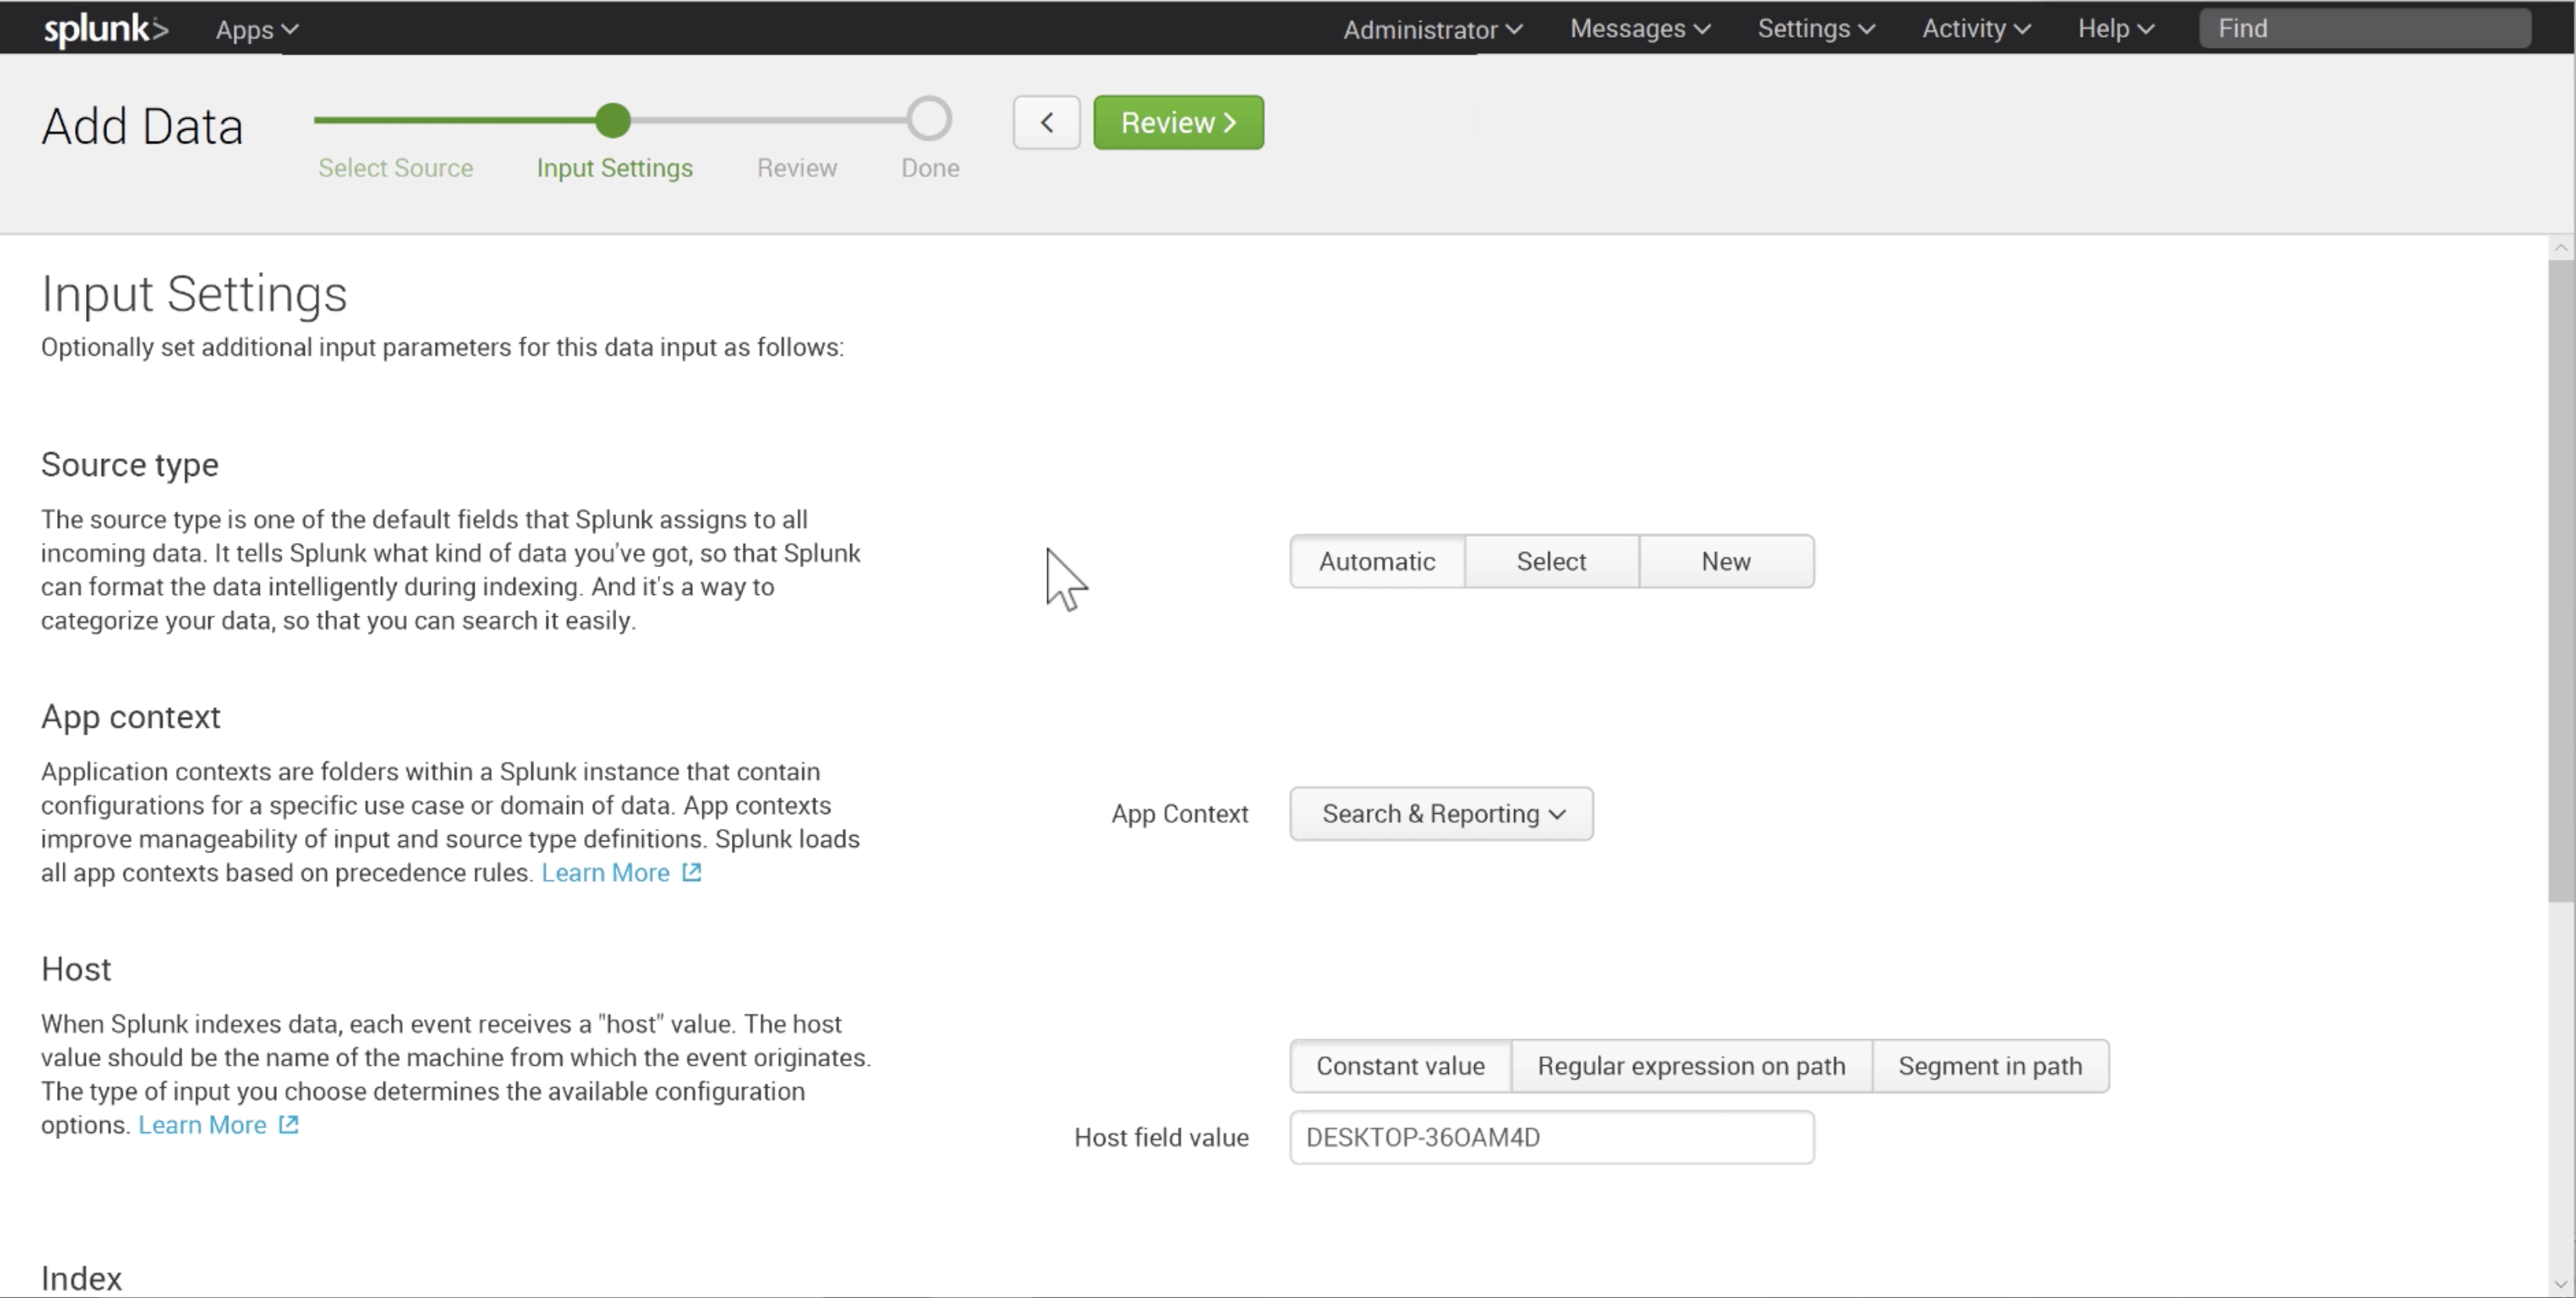 splunk> Apps Administrator Messages Settings Activity Help Find
Add Data
< Review >
Select Source Input Settings Review Done
Input Settings
Optionally set additional input parameters for this data input as follows:
Source type
The source type is one of the default fields that Splunk assigns to all
incoming data. It tells Splunk what kind of data you've got, so that Splunk
can format the data intelligently during indexing. And it's a way to
categorize your data, so that you can search it easily.
Automatic Select New
App context
Application contexts are folders within a Splunk instance that contain
configurations for a specific use case or domain of data. App contexts
improve manageability of input and source type definitions. Splunk loads
all app contexts based on precedence rules. Learn More
App Context Search & Reporting
Host
When Splunk indexes data, each event receives a "host" value. The host
value should be the name of the machine from which the event originates.
The type of input you choose determines the available configuration
options. Learn More
Constant value Regular expression on path Segment in path
Host field value DESKTOP-36OAM4D
Index